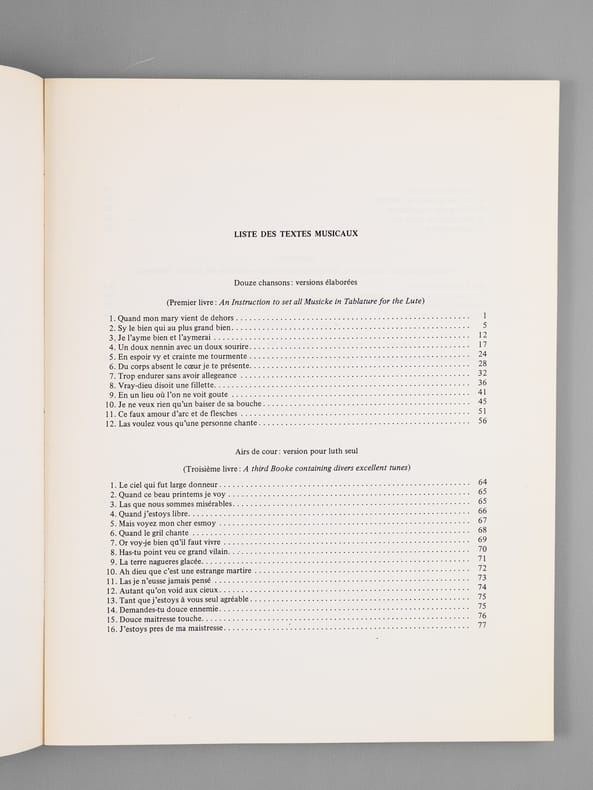 LISTE DES TEXTES MUSICAUX
Douze chansons: versions élaborées
(Premier livre: An Instruction to set all Musicke in Tablature for the Lute)
1. Quand mon mary vient de dehors 1
2. Sy le bien qui au plus grand bien 5
3, Je l'ayme bien et l'aymerai 12
4. Un doux nennin avec un doux sourire 17
5. En espoir vy et crainte me tourmente 24
6. Du corps absent le cœur je te présente. 28
7. Trop endurer sans avoir allegeance 32
8. Vray-dieu disoit une fillette 36
9. En un lieu où l'on ne voit goute 41
10. Je ne veux rien qu'un baiser de sa bouche 45
11. Ce faux amour d'arc et de flesches 51
12. Las voulez vous qu'une personne chante 56
Airs de cour: version pour luth seul
(Troisième livre: A third Booke containing divers excellent tunes)
1. Le ciel qui fut large donneur 64
2. Quand ce beau printems je voy 65
3. Las que nous sommes misérables 65
4. Quand j'estoys libre 66
5. Mais voyez mon cher esmoy 67
6. Quand le gril chante 68
7. Or voy-je bien qù'il faut vivre 69
8. Has-tu point veu ce grand vilain 70
9. La terre nagueres glacée 71
10. Ah dieu que c'est une estrange martire 72
11. Las je n'eusse jamais pensé 73
12. Autant qu'on void aux cieux 74
13. Tant que j'estoys à vous seul agréable 75
14. Demandes-tu douce ennemie 75
15. Douce maitresse touche 76
16. J'estoys pres de ma maistresse 77